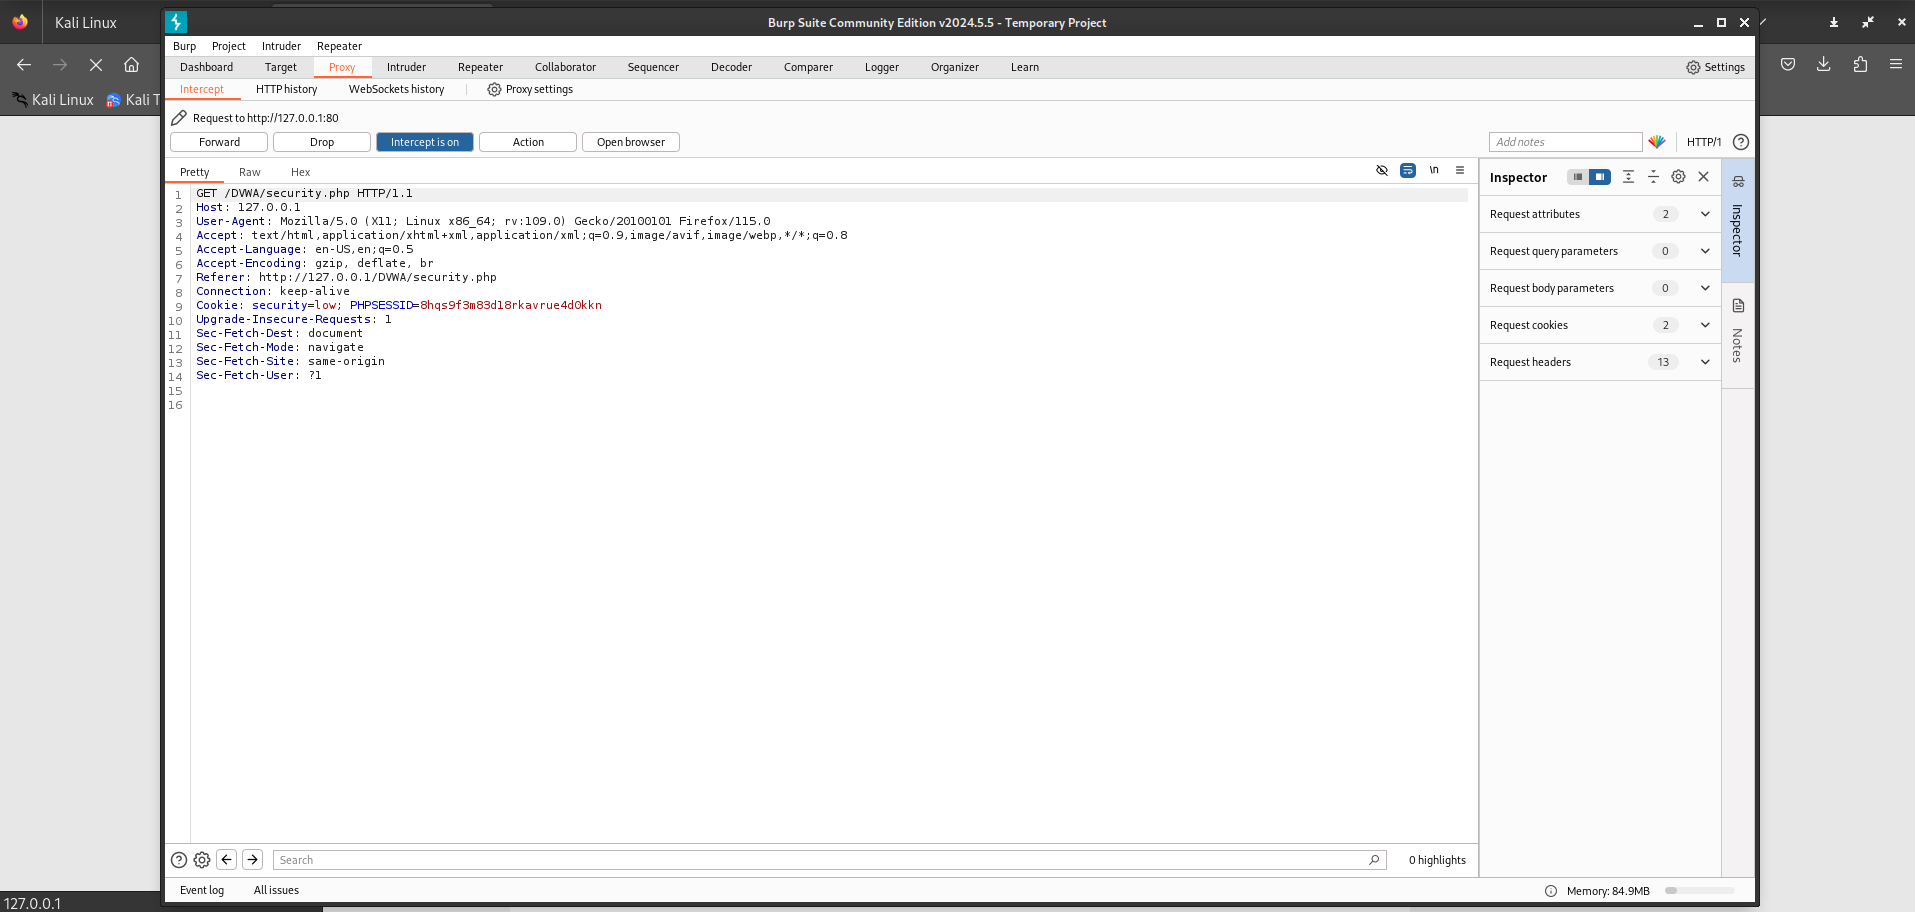 Kali Linux
Burp Suite Community Edition v2024.5.5 - Temporary Project
Burp Project Intruder Repeater
Dashboard Target Proxy Intruder Repeater Collaborator Sequencer Decoder Comparer Logger Organizer Learn Settings
Intercept HTTP history WebSockets history Proxy settings
Kali Linux Kali T
Request to http://127.0.0.1:80
Forward Drop Intercept is on Action Open browser Add notes HTTP/1
Pretty Raw Hex \n
Inspector
1 GET /DVWA/security.php HTTP/1.1
2 Host: 127.0.0.1
3 User-Agent: Mozilla/5.0 (X11; Linux x86_64; rv:109.0) Gecko/20100101 Firefox/115.0
4 Accept: text/html,application/xhtml+xml,application/xml;q=0.9,image/avif,image/webp,*/*;q=0.8
5 Accept-Language: en-US,en;q=0.5
6 Accept-Encoding: gzip, deflate, br
7 Referer: http://127.0.0.1/DVWA/security.php
8 Connection: keep-alive
9 Cookie: security=low; PHPSESSID=8hqs9f3m83dl8rkavrue4d0kkn
10 Upgrade-Insecure-Requests: 1
11 Sec-Fetch-Dest: document
12 Sec-Fetch-Mode: navigate
13 Sec-Fetch-Site: same-origin
14 Sec-Fetch-User: ?1
15
16
Request attributes 2
Request query parameters 0
Request body parameters 0
Request cookies 2
Request headers 13
Inspector
Notes
Search 0 highlights
Event log All issues Memory: 84.9MB
127.0.0.1